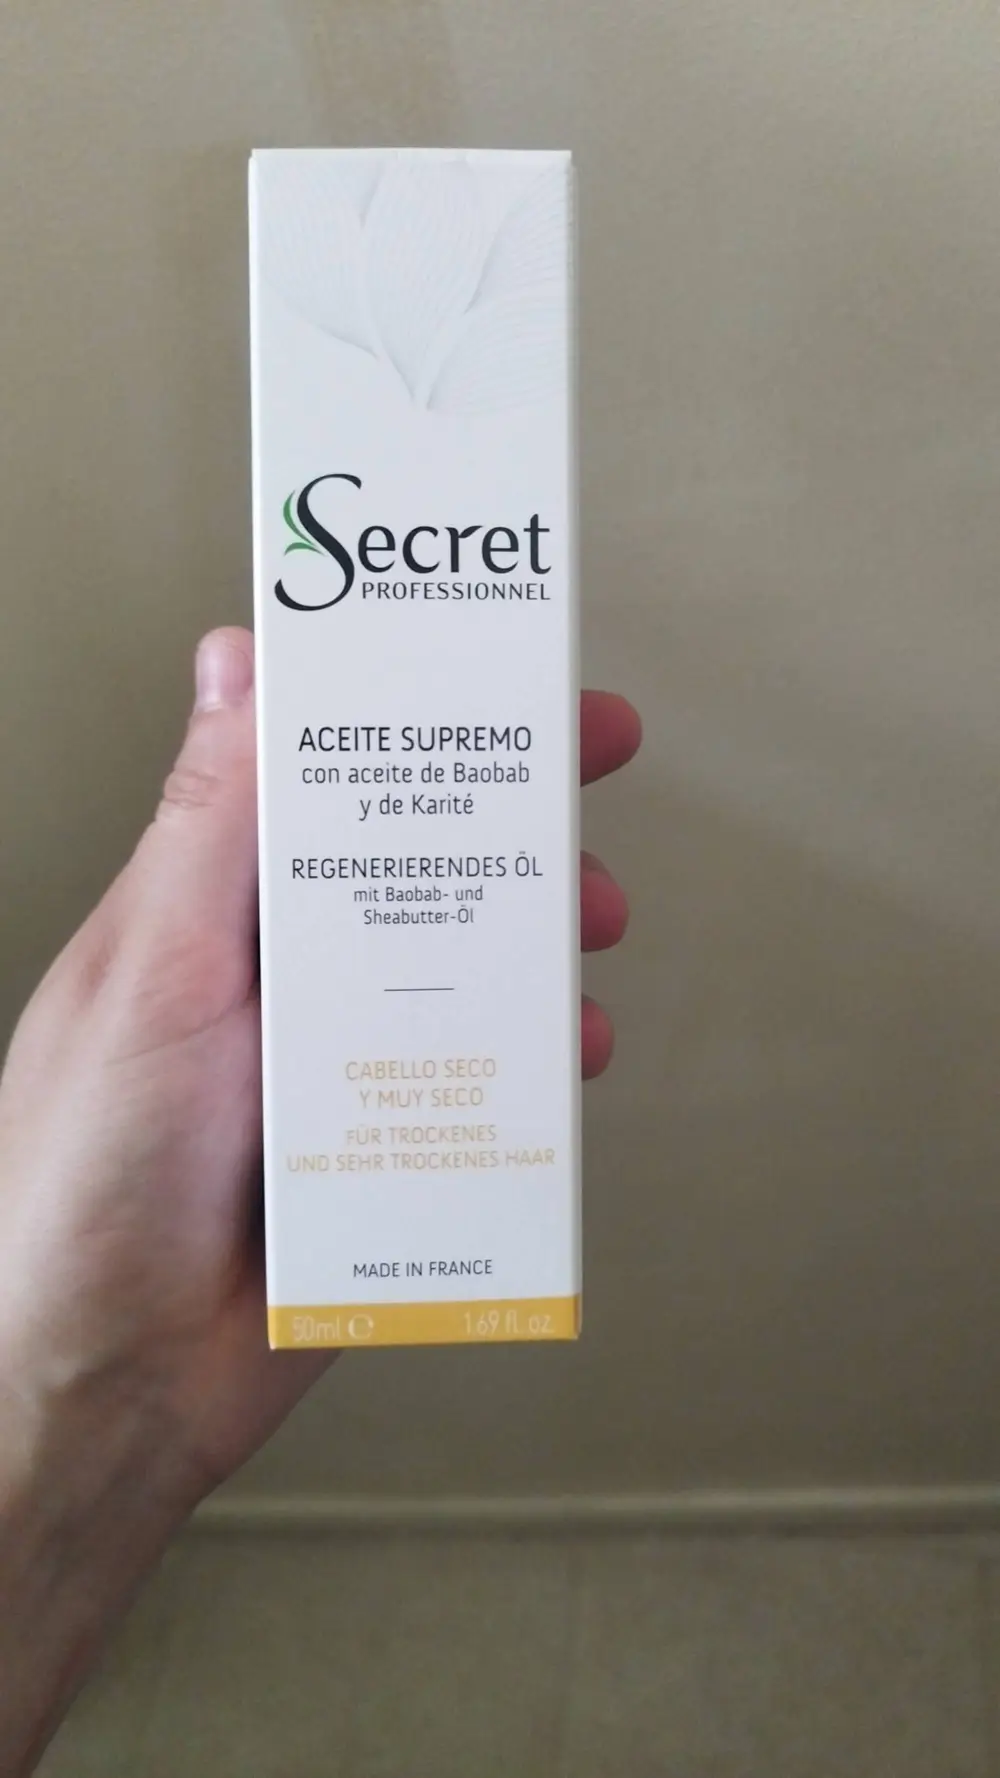 Secret
PROFESSIONNEL
ACEITE SUPREMO
con aceite de Baobab
y de Karité
REGENERIERENDES ÖL
mit Baobab- und
Sheabutter-Öl
CABELLO SECO
Y MUY SECO
FÜR TROCKENES
UND SEHR TROCKENES HAAR
MADE IN FRANCE
50ml ℮ 1.69 fl. oz.